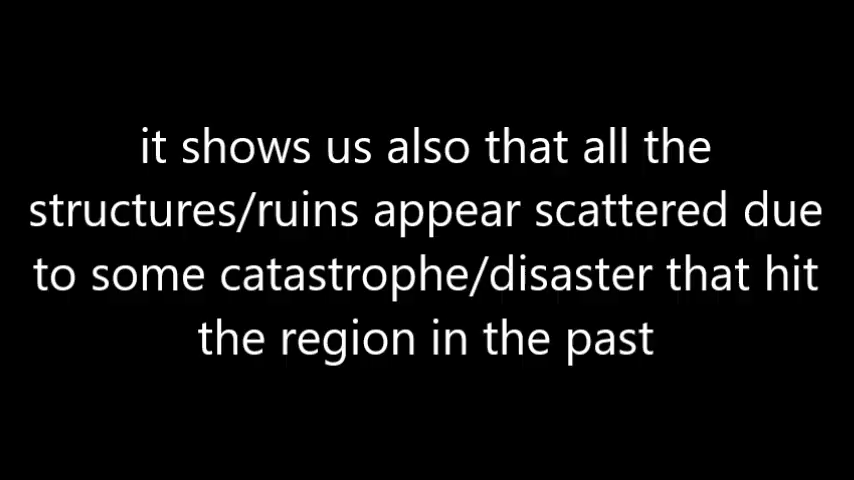 it shows us also that all the
structures/ruins appear scattered due
to some catastrophe/disaster that hit
the region in the past